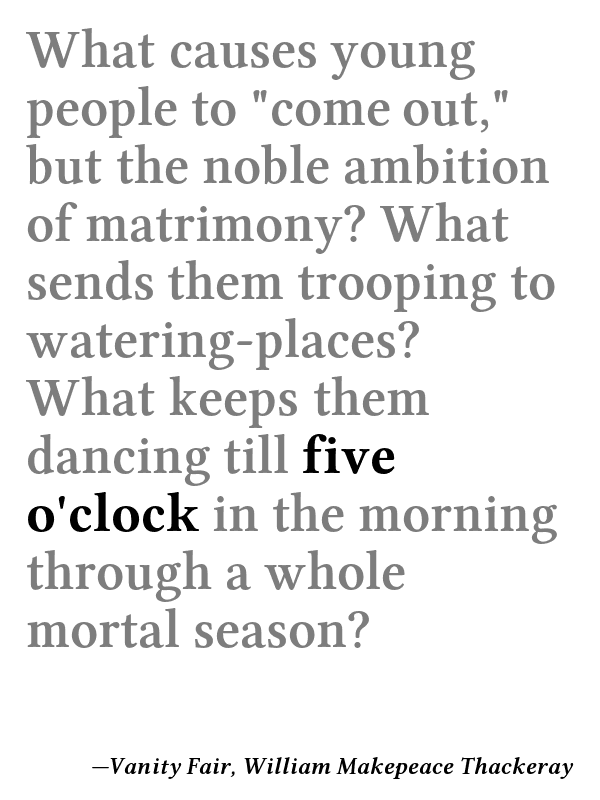 What causes young
people to "come out,"
but the noble ambition
of matrimony? What
sends them trooping to
watering-places?
What keeps them
dancing till five
o'clock in the morning
through a whole
mortal season?
—Vanity Fair, William Makepeace Thackeray